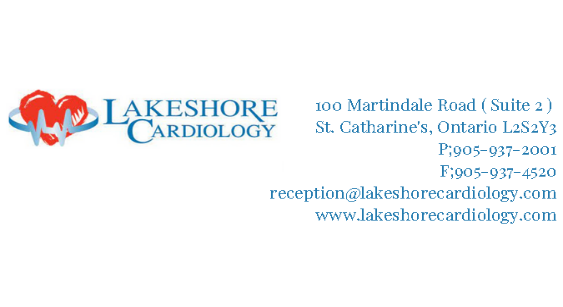 LAKESHORE
CARDIOLOGY
100 Martindale Road ( Suite 2 )
St. Catharine's, Ontario L2S2Y3
P;905-937-2001
F;905-937-4520
reception@lakeshorecardiology.com
www.lakeshorecardiology.com